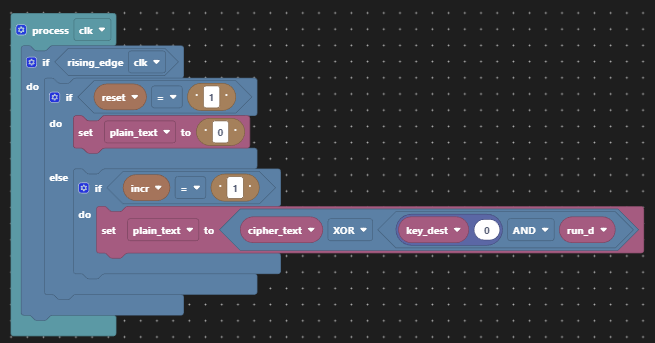 process clk
if rising_edge clk
do if reset = ' 1 '
do set plain_text to ' 0 '
else if incr = ' 1 '
do set plain_text to cipher_text XOR key_dest 0 AND run_d